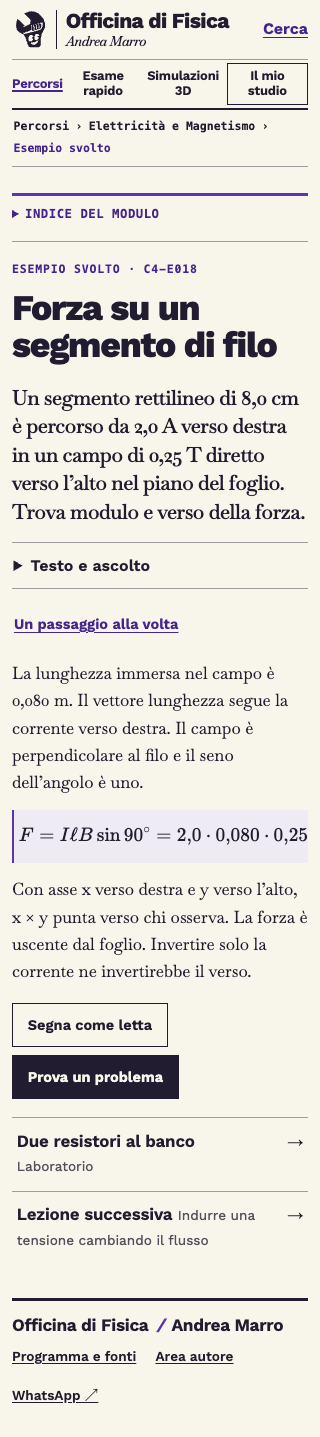 Officina di Fisica
Andrea Marro
Cerca
Percorsi
Esame rapido
Simulazioni 3D
Il mio studio
Percorsi › Elettricità e Magnetismo ›
Esempio svolto
▶ INDICE DEL MODULO
ESEMPIO SVOLTO · C4–E018
Forza su un
segmento di filo
Un segmento rettilineo di 8,0 cm
è percorso da 2,0 A verso destra
in un campo di 0,25 T diretto
verso l’alto nel piano del foglio.
Trova modulo e verso della forza.
▶ Testo e ascolto
Un passaggio alla volta
La lunghezza immersa nel campo è
0,080 m. Il vettore lunghezza segue la
corrente verso destra. Il campo è
perpendicolare al filo e il seno
dell’angolo è uno.
F = IℓB sin 90° = 2,0 · 0,080 · 0,25
Con asse x verso destra e y verso l’alto,
x × y punta verso chi osserva. La forza è
uscente dal foglio. Invertire solo la
corrente ne invertirebbe il verso.
Segna come letta
Prova un problema
Due resistori al banco →
Laboratorio
Lezione successiva Indurre una →
tensione cambiando il flusso
Officina di Fisica / Andrea Marro
Programma e fonti Area autore
WhatsApp ↗